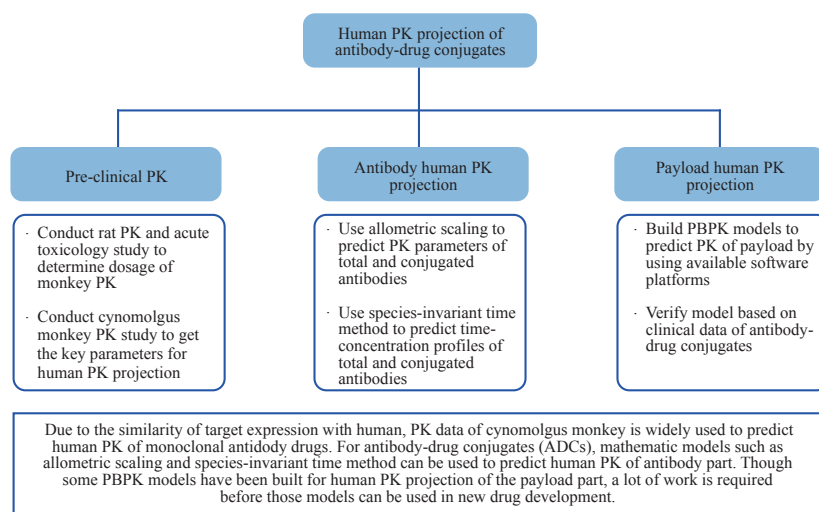 Human PK projection of
antibody-drug conjugates
Pre-clinical PK
Antibody human PK
projection
Payload human PK
projection
· Conduct rat PK and acute
toxicology study to
determine dosage of
monkey PK
· Conduct cynomolgus
monkey PK study to get
the key parameters for
human PK projection
· Use allometric scaling to
predict PK parameters of
total and conjugated
antibodies
· Use species-invariant time
method to predict time-
concentration profiles of
total and conjugated
antibodies
· Build PBPK models to
predict PK of payload by
using available software
platforms
· Verify model based on
clinical data of antibody-
drug conjugates
Due to the similarity of target expression with human, PK data of cynomolgus monkey is widely used to predict
human PK of monoclonal antidody drugs. For antibody-drug conjugates (ADCs), mathematic models such as
allometric scaling and species-invariant time method can be used to predict human PK of antibody part. Though
some PBPK models have been built for human PK projection of the payload part, a lot of work is required
before those models can be used in new drug development.